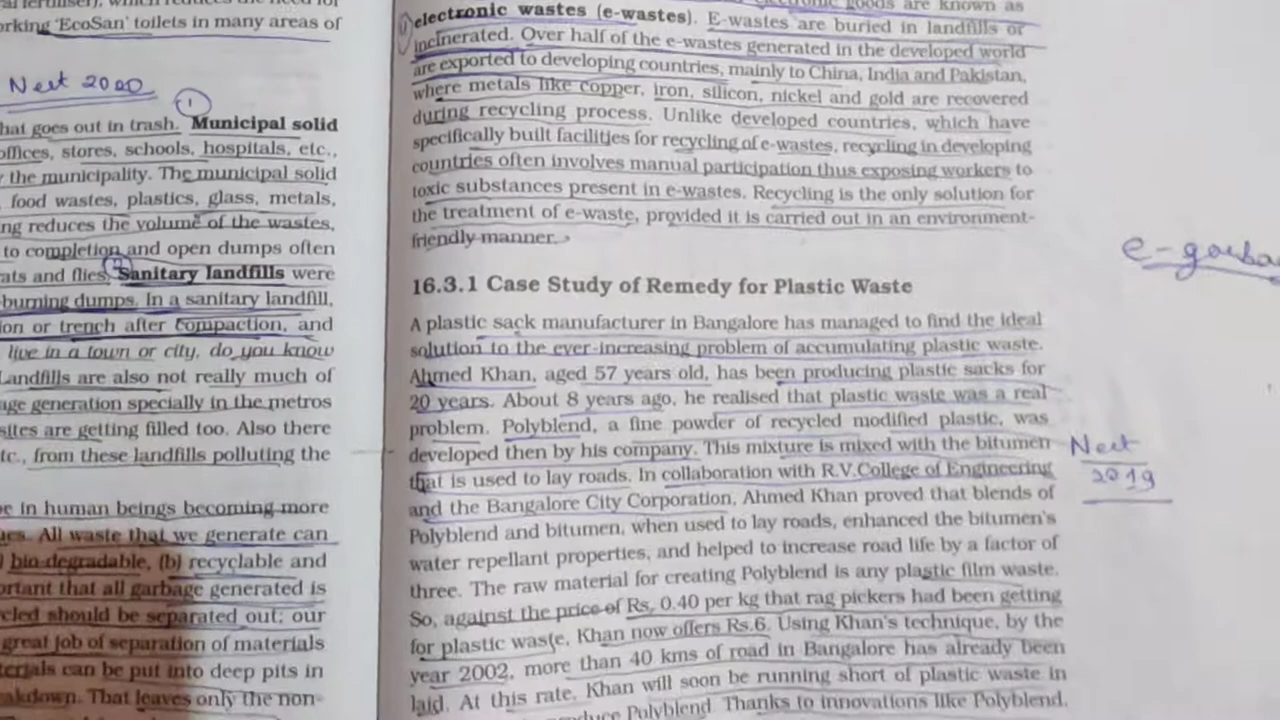 which reduces the need for
orking 'EcoSan' toilets in many areas of
Neet 2020
1
hat goes out in trash. Municipal solid
offices, stores, schools, hospitals, etc.,
the municipality. The municipal solid
food wastes, plastics, glass, metals,
ng reduces the volume of the wastes,
to completion and open dumps often
ats and flies. Sanitary landfills were
burning dumps. In a sanitary landfill,
ion or trench after compaction, and
live in a town or city, do you know
Landfills are also not really much of
age generation specially in the metros
sites are getting filled too. Also there
tc., from these landfills polluting the
be in human beings becoming more
ues. All waste that we generate can
bio-degradable, (b) recyclable and
ortant that all garbage generated is
cled should be separated out; our
great job of separation of materials
terials can be put into deep pits in
akdown. That leaves only the non-
goods are known as
electronic wastes (e-wastes). E-wastes are buried in landfills or
incinerated. Over half of the e-wastes generated in the developed world
are exported to developing countries, mainly to China, India and Pakistan,
where metals like copper, iron, silicon, nickel and gold are recovered
during recycling process. Unlike developed countries, which have
specifically built facilities for recycling of e-wastes, recycling in developing
countries often involves manual participation thus exposing workers to
toxic substances present in e-wastes. Recycling is the only solution for
the treatment of e-waste, provided it is carried out in an environment-
friendly manner.
16.3.1 Case Study of Remedy for Plastic Waste
A plastic sack manufacturer in Bangalore has managed to find the ideal
solution to the ever-increasing problem of accumulating plastic waste.
Ahmed Khan, aged 57 years old, has been producing plastic sacks for
20 years. About 8 years ago, he realised that plastic waste was a real
problem. Polyblend, a fine powder of recycled modified plastic, was
developed then by his company. This mixture is mixed with the bitumen
that is used to lay roads. In collaboration with R.V.College of Engineering
and the Bangalore City Corporation, Ahmed Khan proved that blends of
Polyblend and bitumen, when used to lay roads, enhanced the bitumen's
water repellant properties, and helped to increase road life by a factor of
three. The raw material for creating Polyblend is any plastic film waste.
So, against the price of Rs. 0.40 per kg that rag pickers had been getting
for plastic waste, Khan now offers Rs.6. Using Khan's technique, by the
year 2002, more than 40 kms of road in Bangalore has already been
laid. At this rate, Khan will soon be running short of plastic waste in
Polyblend. Thanks to innovations like Polyblend,
e-garba
Neet
2019